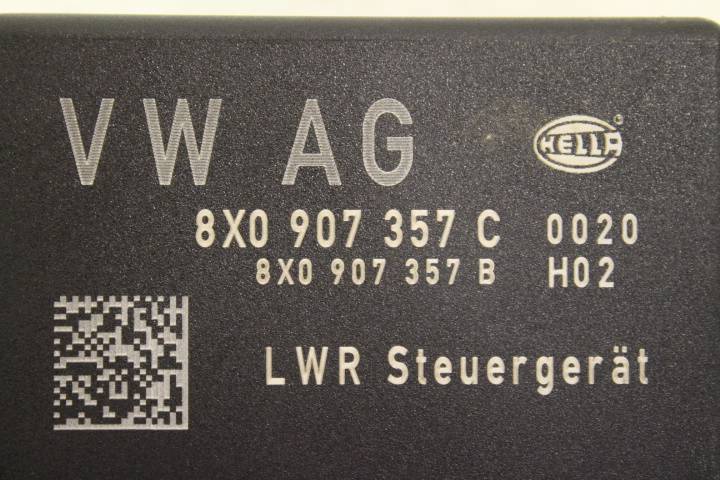 VW AG
HELLA ®
8X0 907 357 C 0020
8X0 907 357 B H02
LWR Steuergerät